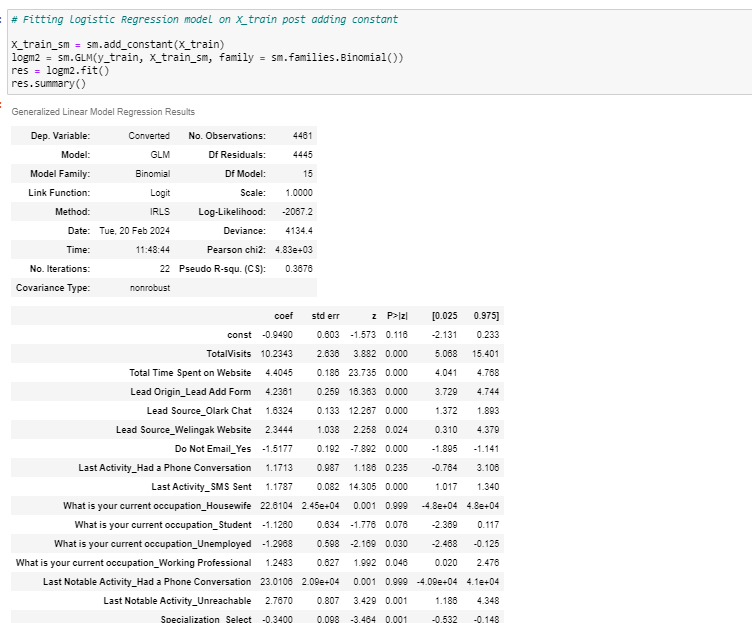 # Fitting Logistic Regression model on X_train post adding constant
X_train_sm = sm.add_constant(X_train)
logm2 = sm.GLM(y_train, X_train_sm, family = sm.families.Binomial())
res = logm2.fit()
res.summary()
Generalized Linear Model Regression Results
Dep. Variable: Converted No. Observations: 4461
Model: GLM Df Residuals: 4445
Model Family: Binomial Df Model: 15
Link Function: Logit Scale: 1.0000
Method: IRLS Log-Likelihood: -2067.2
Date: Tue, 20 Feb 2024 Deviance: 4134.4
Time: 11:48:44 Pearson chi2: 4.83e+03
No. Iterations: 22 Pseudo R-squ. (CS): 0.3676
Covariance Type: nonrobust
coef std err z P>|z| [0.025 0.975]
const -0.9490 0.603 -1.573 0.116 -2.131 0.233
TotalVisits 10.2343 2.636 3.882 0.000 5.068 15.401
Total Time Spent on Website 4.4045 0.186 23.735 0.000 4.041 4.768
Lead Origin_Lead Add Form 4.2361 0.259 16.363 0.000 3.729 4.744
Lead Source_Olark Chat 1.6324 0.133 12.267 0.000 1.372 1.893
Lead Source_Welingak Website 2.3444 1.038 2.258 0.024 0.310 4.379
Do Not Email_Yes -1.5177 0.192 -7.892 0.000 -1.895 -1.141
Last Activity_Had a Phone Conversation 1.1713 0.987 1.186 0.235 -0.764 3.106
Last Activity_SMS Sent 1.1787 0.082 14.305 0.000 1.017 1.340
What is your current occupation_Housewife 22.6104 2.45e+04 0.001 0.999 -4.8e+04 4.8e+04
What is your current occupation_Student -1.1260 0.634 -1.776 0.076 -2.369 0.117
What is your current occupation_Unemployed -1.2968 0.598 -2.169 0.030 -2.468 -0.125
What is your current occupation_Working Professional 1.2483 0.627 1.992 0.046 0.020 2.476
Last Notable Activity_Had a Phone Conversation 23.0106 2.09e+04 0.001 0.999 -4.09e+04 4.1e+04
Last Notable Activity_Unreachable 2.7670 0.807 3.429 0.001 1.186 4.348
Specialization_Select -0.3400 0.098 -3.464 0.001 -0.532 -0.148